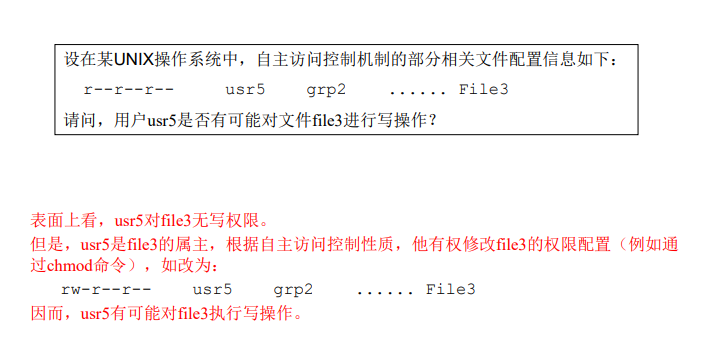 设在某UNIX操作系统中，自主访问控制机制的部分相关文件配置信息如下：
r--r--r-- usr5 grp2 ...... File3
请问，用户usr5是否有可能对文件file3进行写操作？
表面上看，usr5对file3无写权限。
但是，usr5是file3的属主，根据自主访问控制性质，他有权修改file3的权限配置（例如通
过chmod命令），如改为：
rw-r--r-- usr5 grp2 ...... File3
因而，usr5有可能对file3执行写操作。